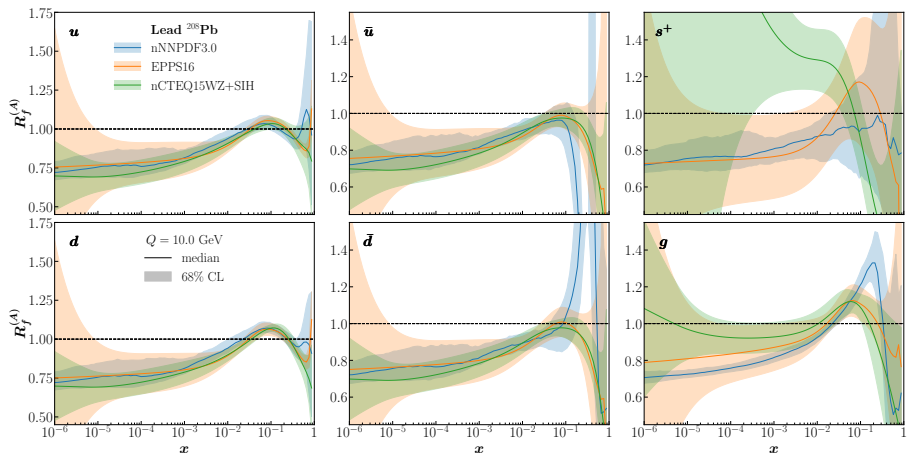 u
Lead ²⁰⁸Pb
nNNPDF3.0
EPPS16
nCTEQ15WZ+SIH
R_f^(A)
1.75
1.50
1.25
1.00
0.75
0.50
ū
1.4
1.2
1.0
0.8
0.6
s⁺
1.4
1.2
1.0
0.8
0.6
d
Q = 10.0 GeV
median
68% CL
R_f^(A)
1.75
1.50
1.25
1.00
0.75
0.50
10⁻⁶ 10⁻⁵ 10⁻⁴ 10⁻³ 10⁻² 10⁻¹ 1
x
d̄
1.4
1.2
1.0
0.8
0.6
10⁻⁶ 10⁻⁵ 10⁻⁴ 10⁻³ 10⁻² 10⁻¹ 1
x
g
1.4
1.2
1.0
0.8
0.6
10⁻⁶ 10⁻⁵ 10⁻⁴ 10⁻³ 10⁻² 10⁻¹ 1
x